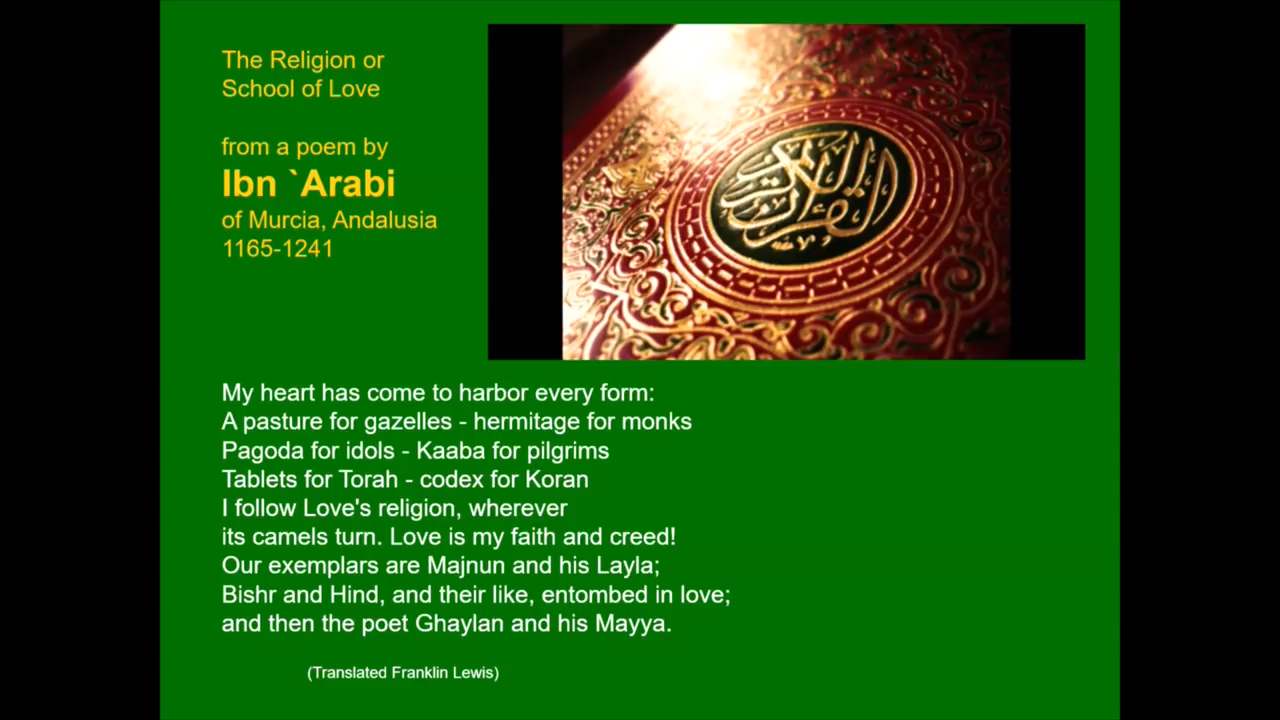 The Religion or
School of Love
from a poem by
Ibn `Arabi
of Murcia, Andalusia
1165-1241
القرآن الكريم
My heart has come to harbor every form:
A pasture for gazelles - hermitage for monks
Pagoda for idols - Kaaba for pilgrims
Tablets for Torah - codex for Koran
I follow Love's religion, wherever
its camels turn. Love is my faith and creed!
Our exemplars are Majnun and his Layla;
Bishr and Hind, and their like, entombed in love;
and then the poet Ghaylan and his Mayya.
(Translated Franklin Lewis)